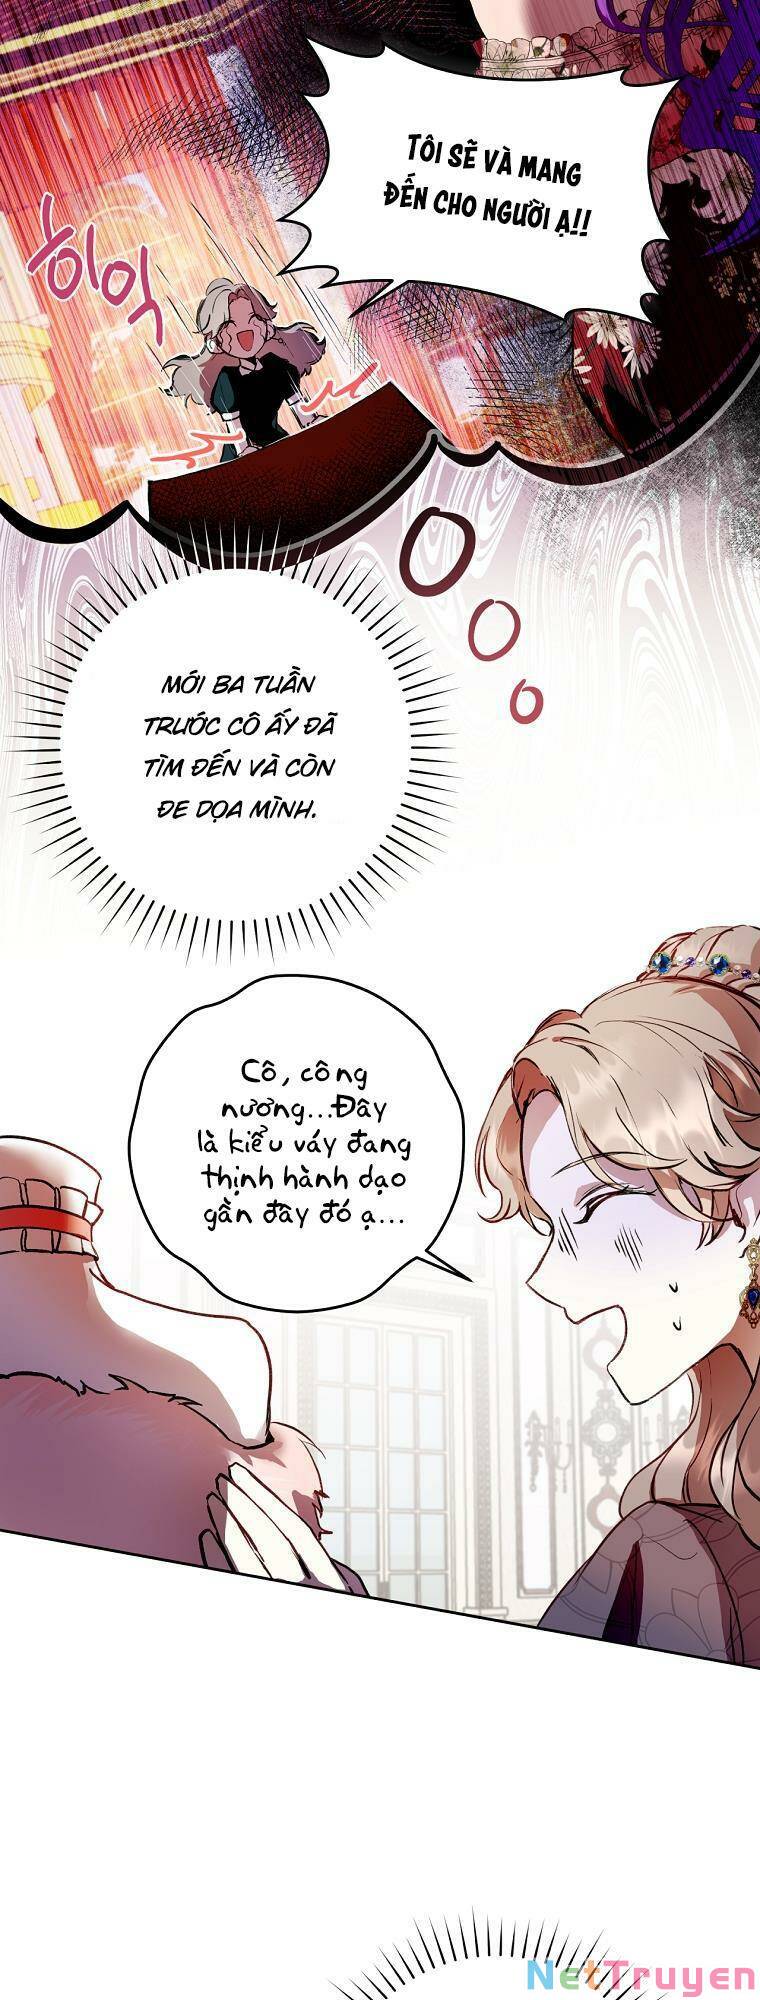 TÔI SẼ VÀ MANG
ĐẾN CHO NGƯỜI Ạ!!
히이익
MỚI BA TUẦN
TRƯỚC CÔ ẤY ĐÃ
TÌM ĐẾN VÀ CÒN
ĐE DỌA MÌNH.
Cô, công
nương...Đây
là kiểu váy đang
thịnh hành dạo
gần đây đó ạ...
NetTruyen